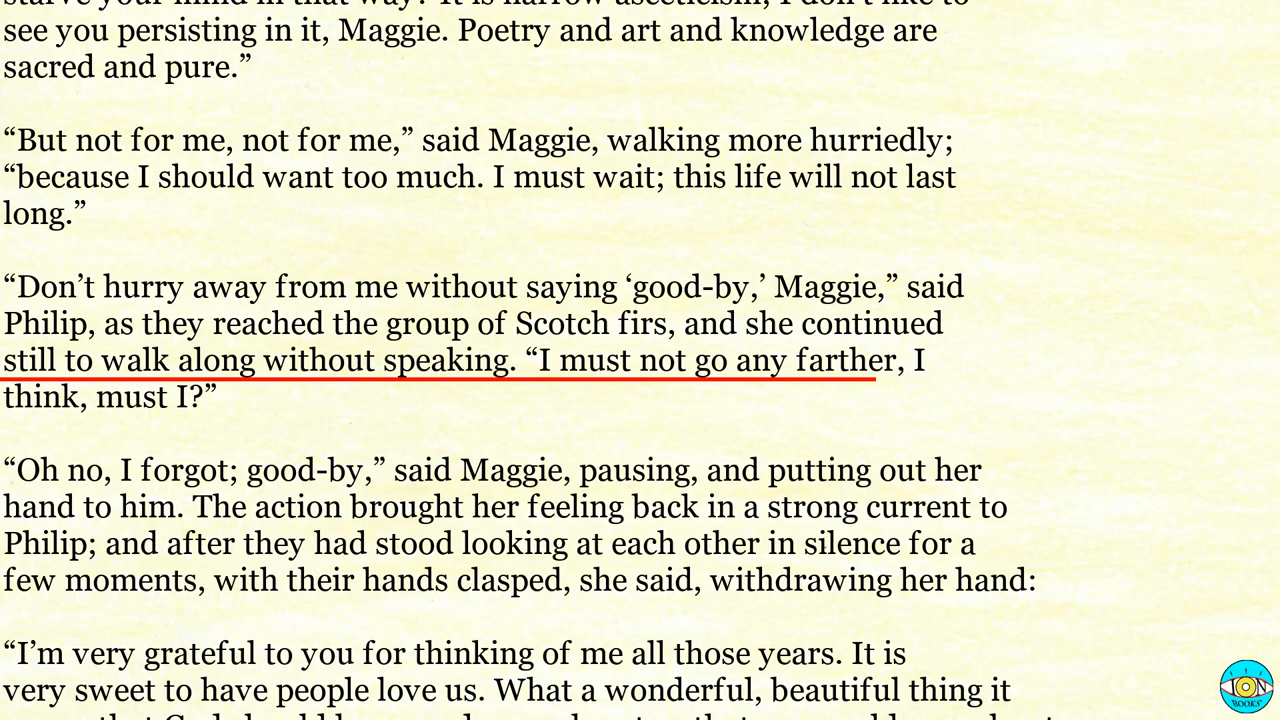 see you persisting in it, Maggie. Poetry and art and knowledge are
sacred and pure.”
“But not for me, not for me,” said Maggie, walking more hurriedly;
“because I should want too much. I must wait; this life will not last
long.”
“Don’t hurry away from me without saying ‘good-by,’ Maggie,” said
Philip, as they reached the group of Scotch firs, and she continued
still to walk along without speaking. “I must not go any farther, I
think, must I?”
“Oh no, I forgot; good-by,” said Maggie, pausing, and putting out her
hand to him. The action brought her feeling back in a strong current to
Philip; and after they had stood looking at each other in silence for a
few moments, with their hands clasped, she said, withdrawing her hand:
“I’m very grateful to you for thinking of me all those years. It is
very sweet to have people love us. What a wonderful, beautiful thing it
ION
BOOKS